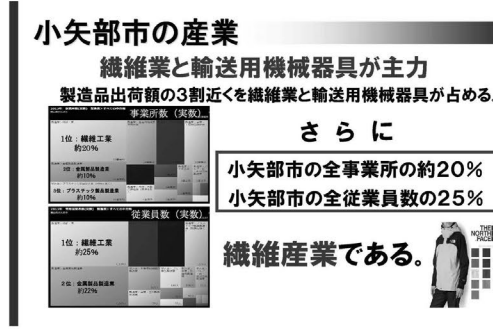 小矢部市の産業
繊維業と輸送用機械器具が主力
製造品出荷額の3割近くを繊維業と輸送用機械器具が占める。
事業所数(実数)
1位:繊維工業
約20%
2位:金属製品製造業
約10%
3位:プラスチック製品製造業
約10%
さらに
小矢部市の全事業所の約20%
小矢部市の全従業員数の25%
従業員数(実数)
1位:繊維工業
約25%
2位:金属製品製造業
約22%
繊維産業である。
THE
NORTH
FACE